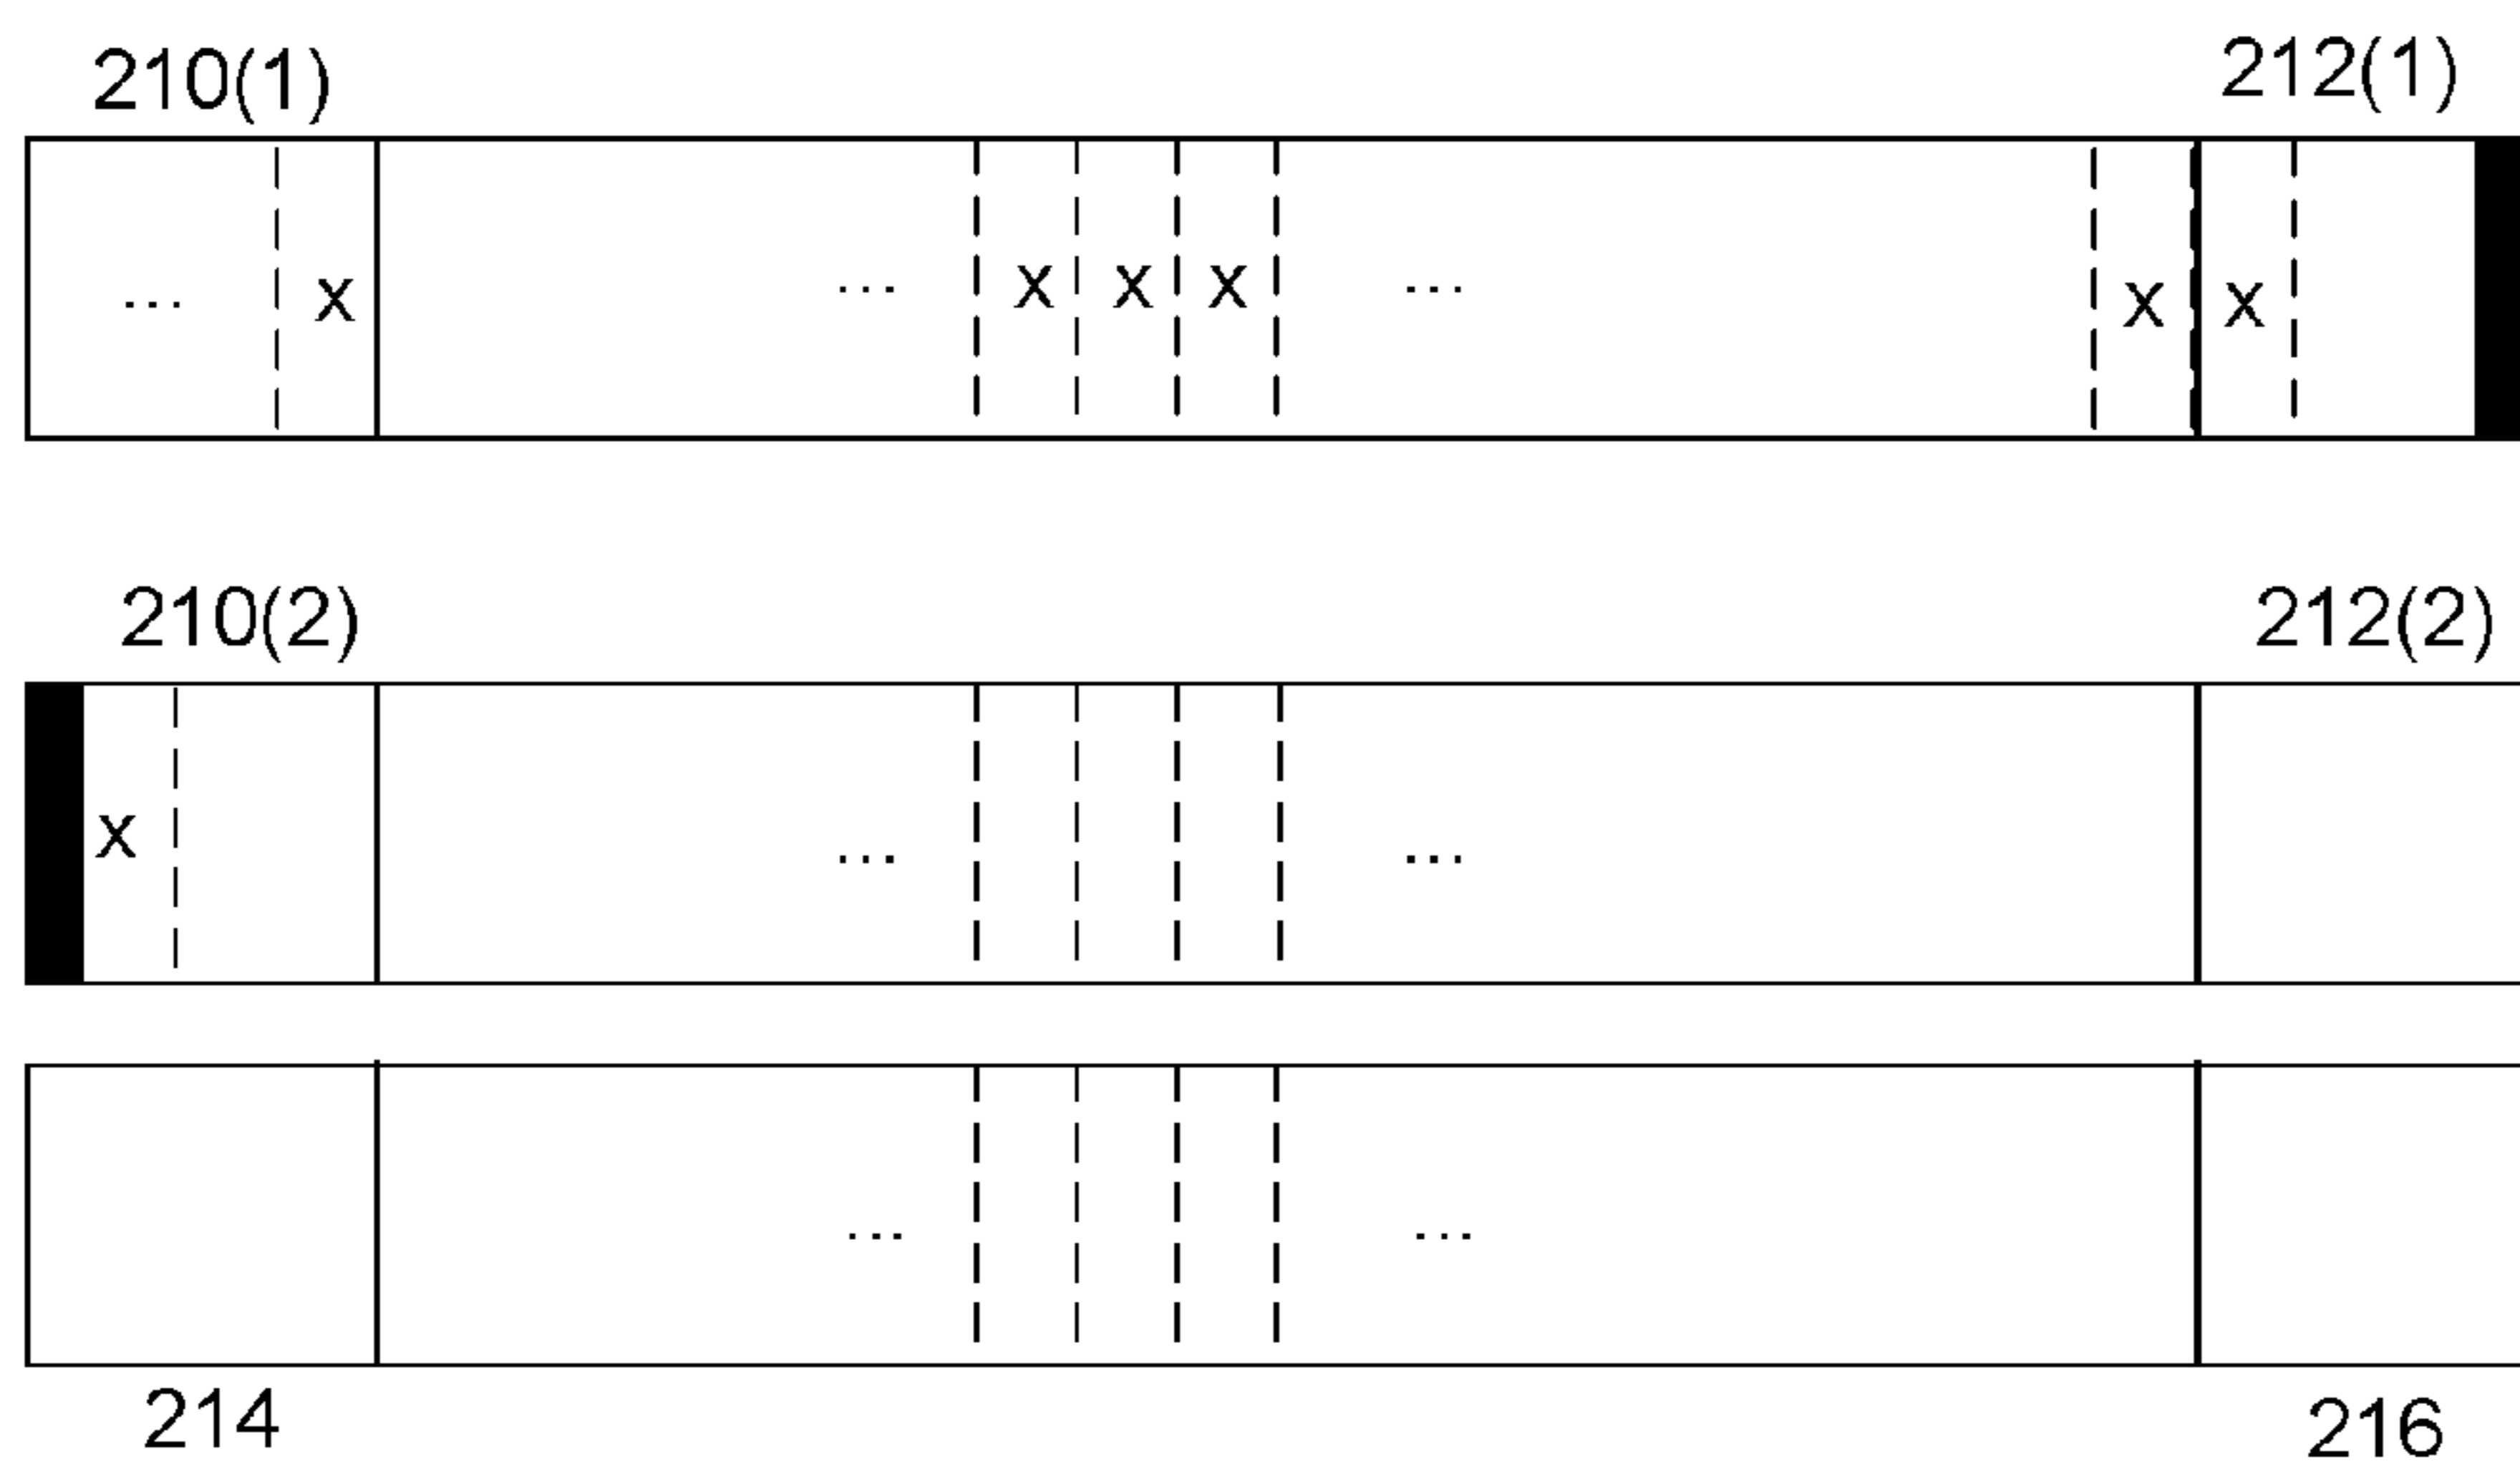 210(1) 212(1)
... x ... x x x ... x x
210(2) 212(2)
x ... ...
... ...
214 216